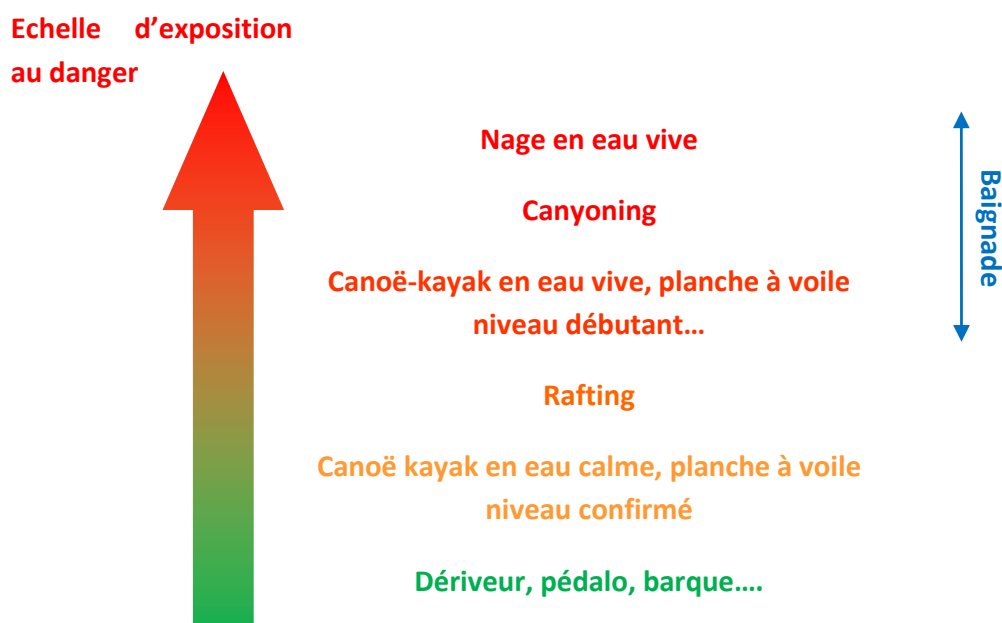 Echelle d’exposition
au danger
Nage en eau vive
Canyoning
Canoë-kayak en eau vive, planche à voile
niveau débutant…
Rafting
Canoë kayak en eau calme, planche à voile
niveau confirmé
Dériveur, pédalo, barque….
Baignade